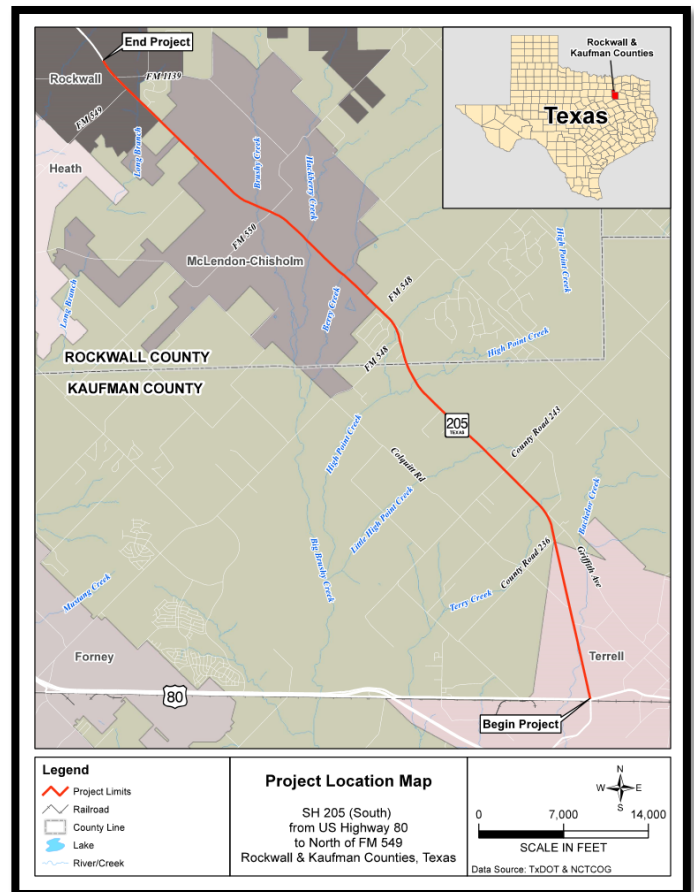 End Project
Rockwall
FM 1139
FM 549
Long Branch
Heath
Brushy Creek
Hackberry Creek
FM 550
McLendon-Chisholm
Long Branch
Berry Creek
FM 548
High Point Creek
Rockwall &
Kaufman Counties
Texas
ROCKWALL COUNTY
KAUFMAN COUNTY
FM 548
High Point Creek
205
TEXAS
County Road 243
High Point Creek
Colquitt Rd
Little High Point Creek
Bachelor Creek
Big Brushy Creek
County Road 236
Griffith Ave
Mustang Creek
Terry Creek
Forney
Terrell
80
Begin Project
Legend
Project Limits
Railroad
County Line
Lake
River/Creek
Project Location Map
SH 205 (South)
from US Highway 80
to North of FM 549
Rockwall & Kaufman Counties, Texas
N
W E
S
0 7,000 14,000
SCALE IN FEET
Data Source: TxDOT & NCTCOG